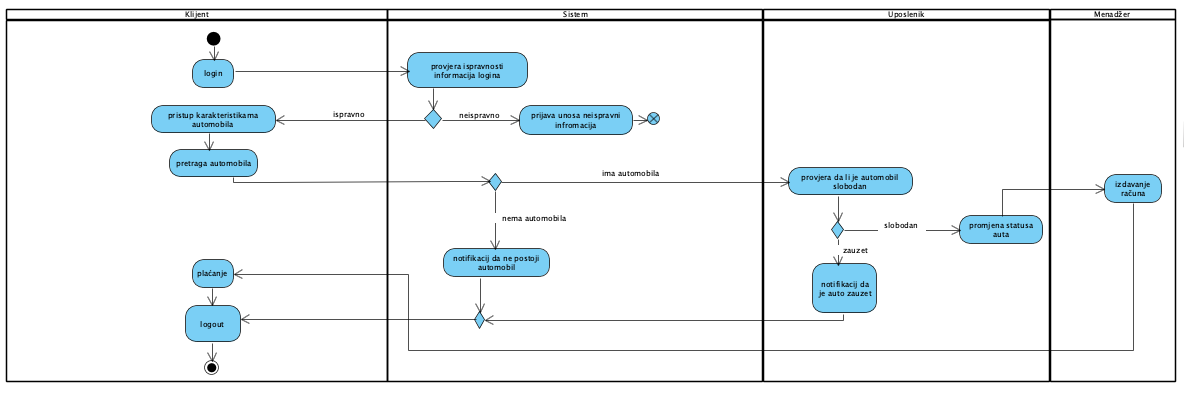 Klijent
Sistem
Uposlenik
Menadžer
login
provjera ispravnosti
informacija logina
pristup karakteristikama
automobila
ispravno
neispravno
prijava unosa neispravni
infromacija
pretraga automobila
ima automobila
provjera da li je automobil
slobodan
izdavanje
računa
nema automobila
slobodan
promjena statusa
auta
zauzet
notifikacij da ne postoji
automobil
plaćanje
notifikacij da
je auto zauzet
logout